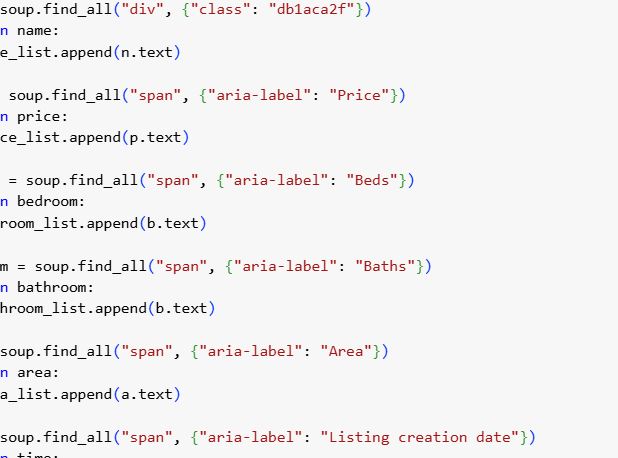 soup.find_all("div", {"class": "db1aca2f"})
n name:
e_list.append(n.text)
soup.find_all("span", {"aria-label": "Price"})
n price:
ce_list.append(p.text)
= soup.find_all("span", {"aria-label": "Beds"})
n bedroom:
room_list.append(b.text)
m = soup.find_all("span", {"aria-label": "Baths"})
n bathroom:
hroom_list.append(b.text)
soup.find_all("span", {"aria-label": "Area"})
n area:
a_list.append(a.text)
soup.find_all("span", {"aria-label": "Listing creation date"})
n time: